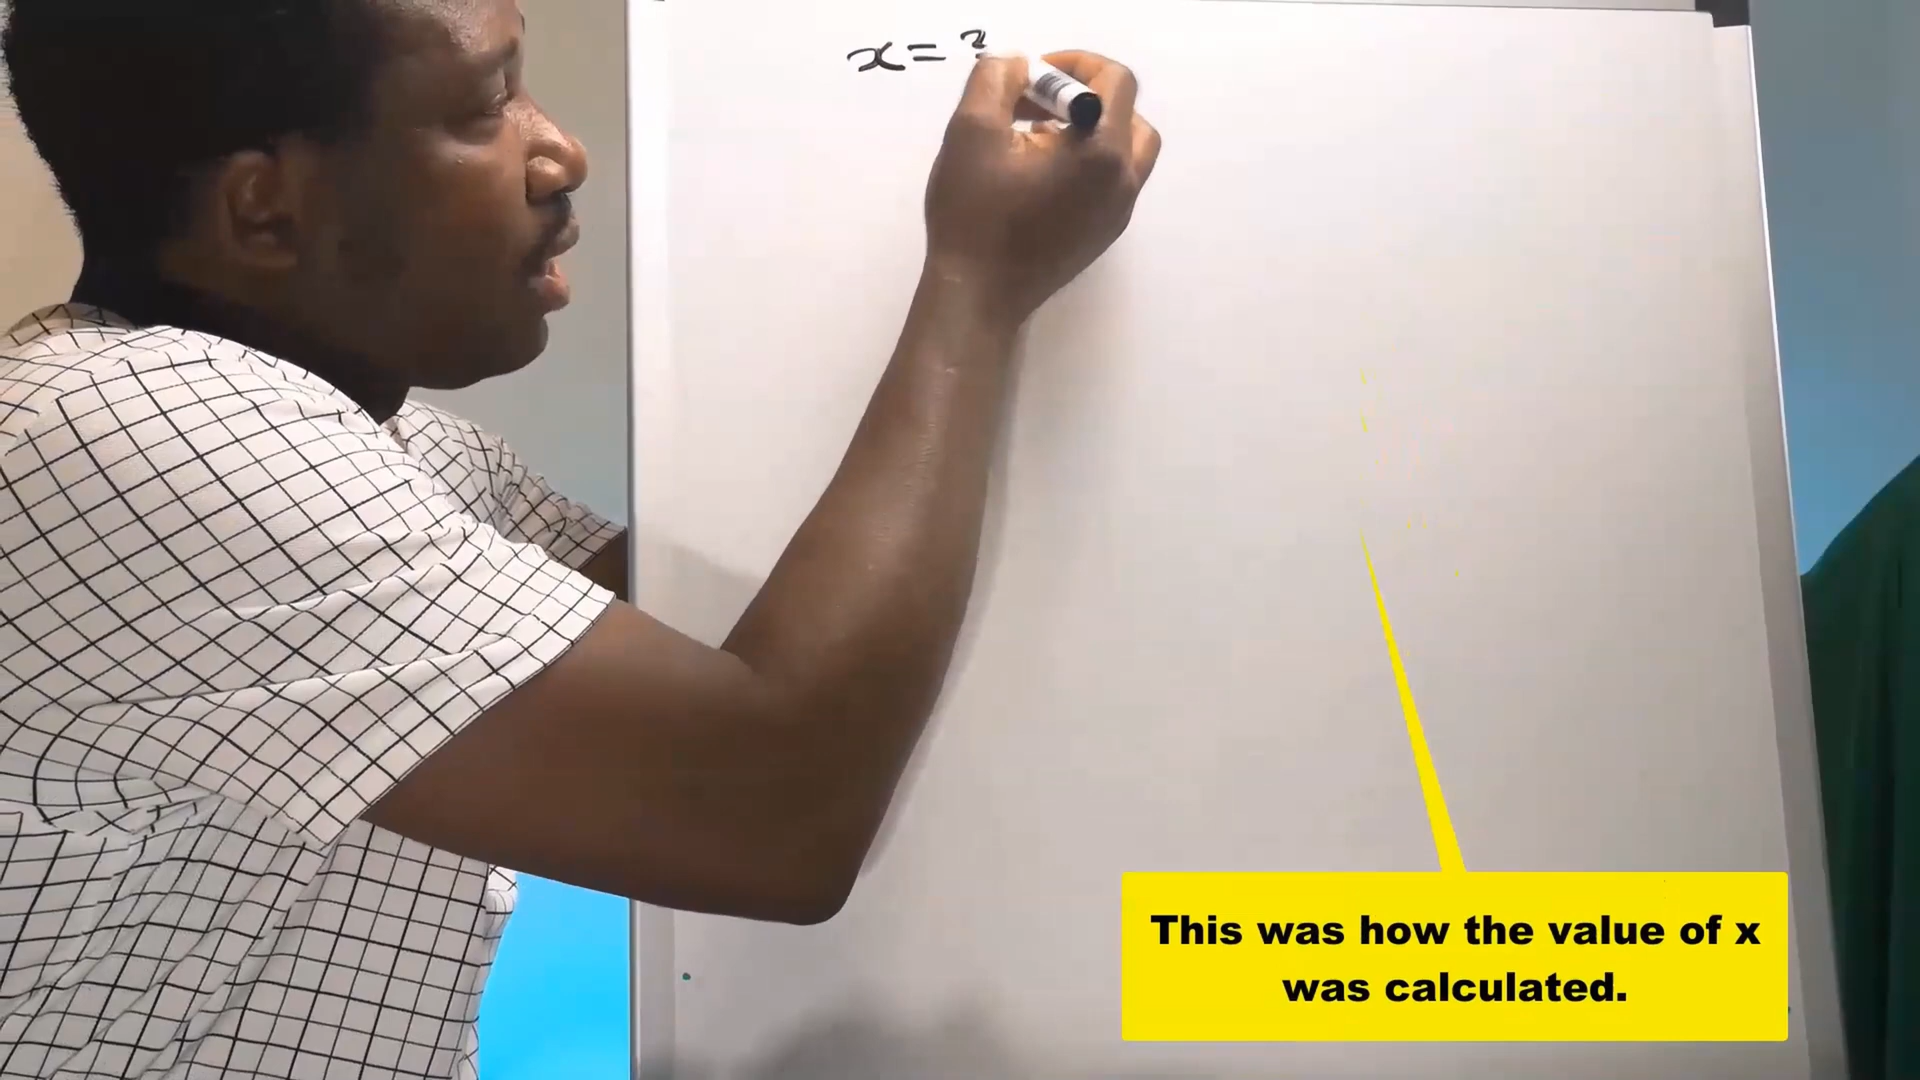 x = ?
This was how the value of x
was calculated.